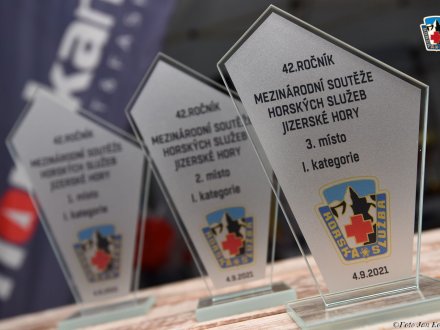 42.ROČNÍK
MEZINÁRODNÍ SOUTĚŽE
HORSKÝCH SLUŽEB
JIZERSKÉ HORY
1. místo
I. kategorie
42.ROČNÍK
MEZINÁRODNÍ SOUTĚŽE
HORSKÝCH SLUŽEB
JIZERSKÉ HORY
2. místo
I. kategorie
4.9.2021
42.ROČNÍK
MEZINÁRODNÍ SOUTĚŽE
HORSKÝCH SLUŽEB
JIZERSKÉ HORY
3. místo
I. kategorie
HORSKÁ SLUŽBA
4.9.2021
©Foto Jan